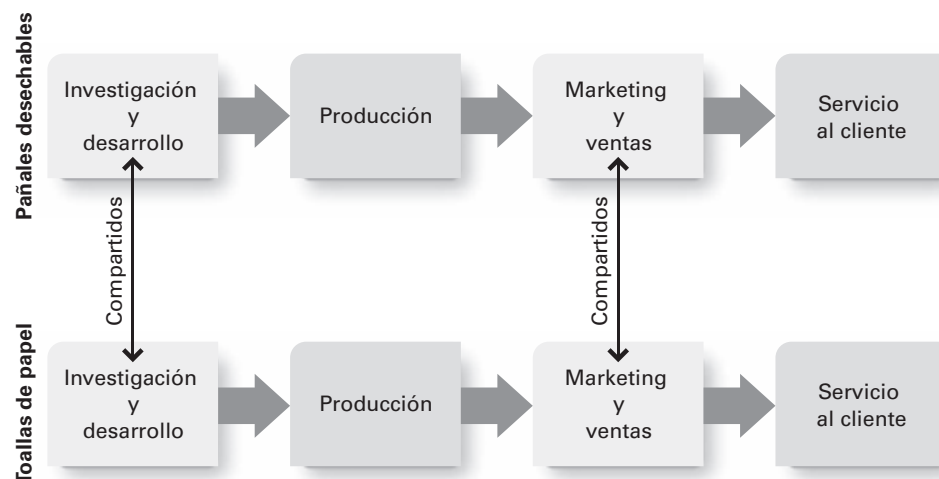 Pañales desechables
Investigación
y
desarrollo
Producción
Marketing
y
ventas
Servicio
al cliente
Compartidos
Compartidos
Toallas de papel
Investigación
y
desarrollo
Producción
Marketing
y
ventas
Servicio
al cliente